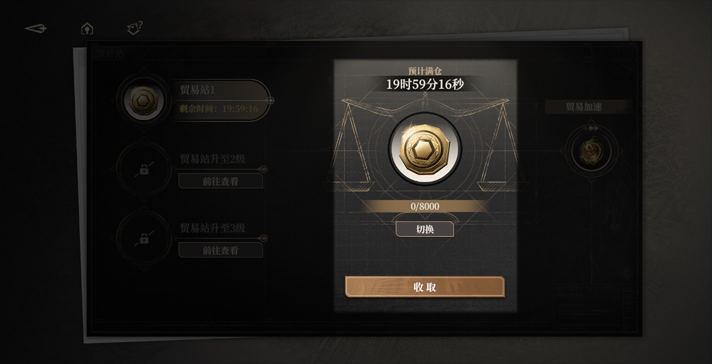 预计满仓
19时59分16秒
贸易站1
剩余时间：19:59:16
贸易加速
贸易站升至2级
前往查看
0/8000
切换
贸易站升至3级
前往查看
收取